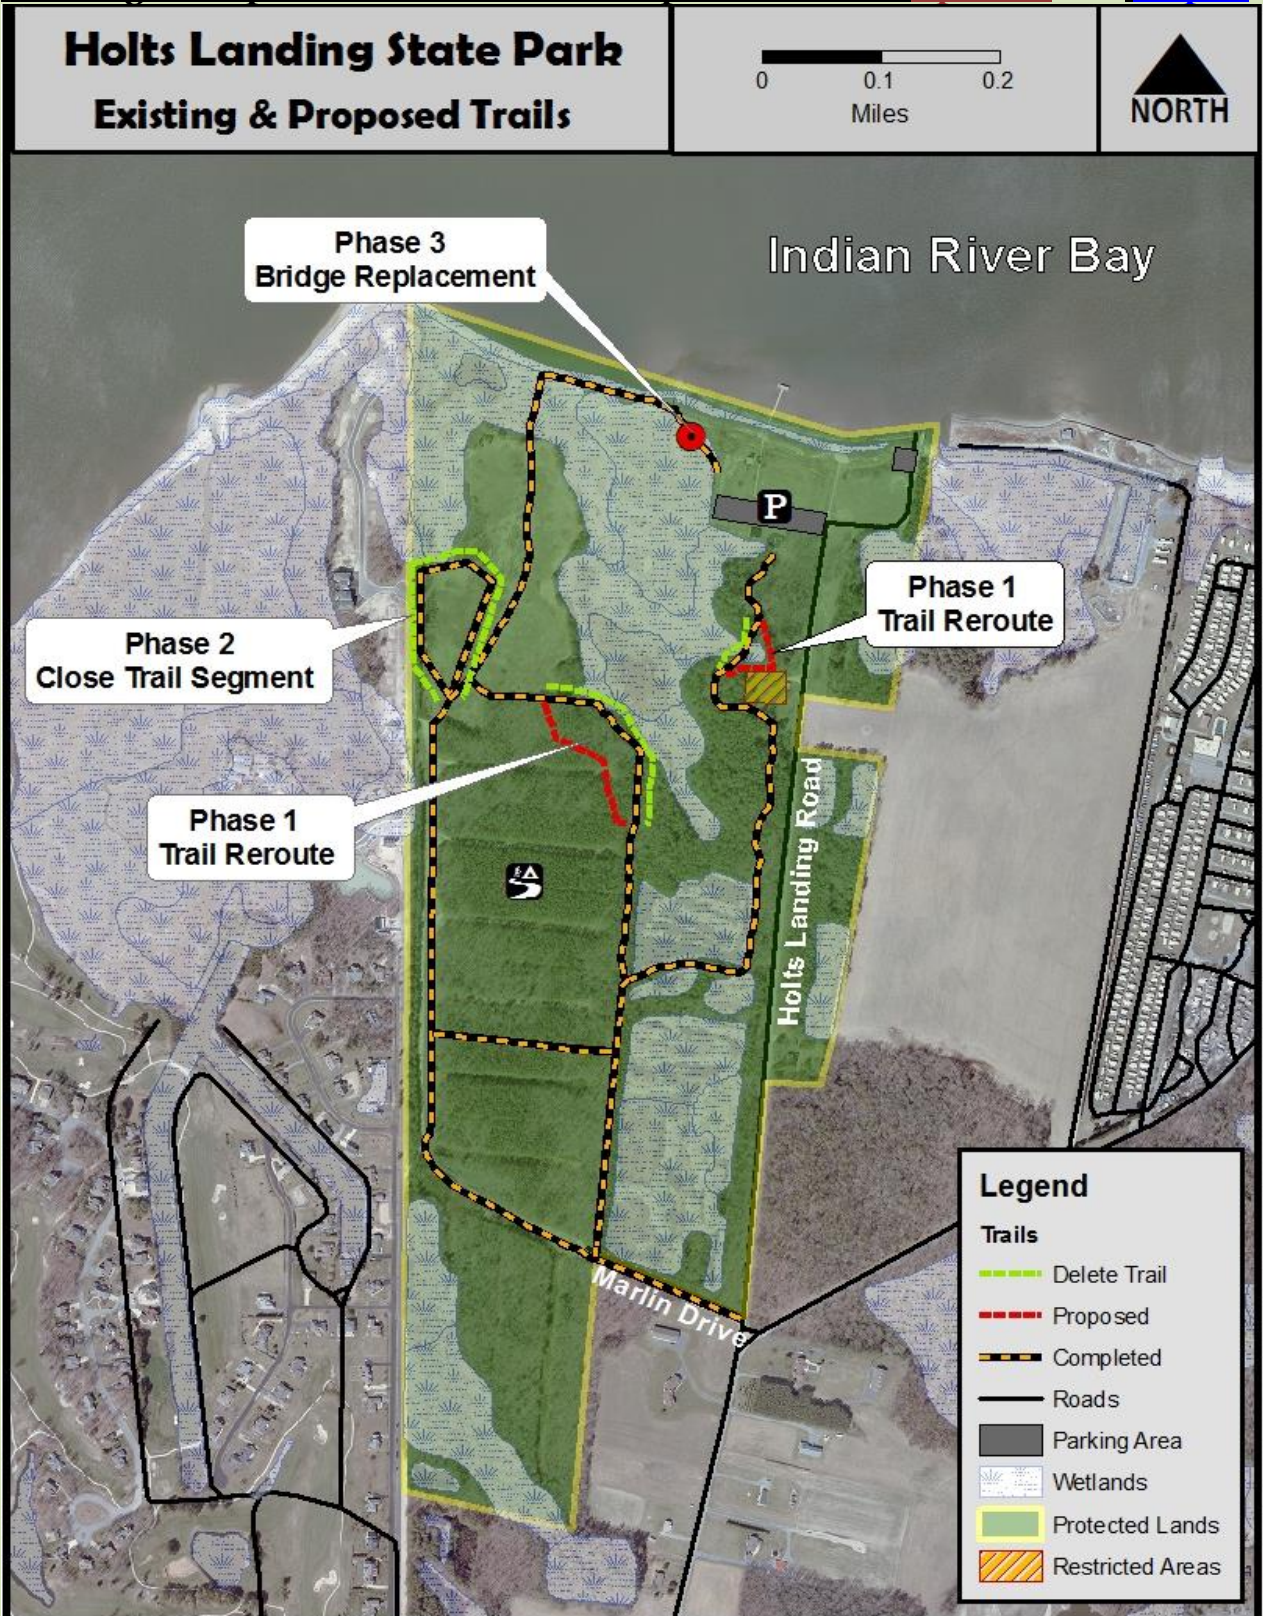 Holts Landing State Park
Existing & Proposed Trails
0 0.1 0.2
Miles
NORTH
Phase 3
Bridge Replacement
Indian River Bay
P
Phase 1
Trail Reroute
Phase 2
Close Trail Segment
Phase 1
Trail Reroute
Holts Landing Road
Marlin Drive
Legend
Trails
Delete Trail
Proposed
Completed
Roads
Parking Area
Wetlands
Protected Lands
Restricted Areas